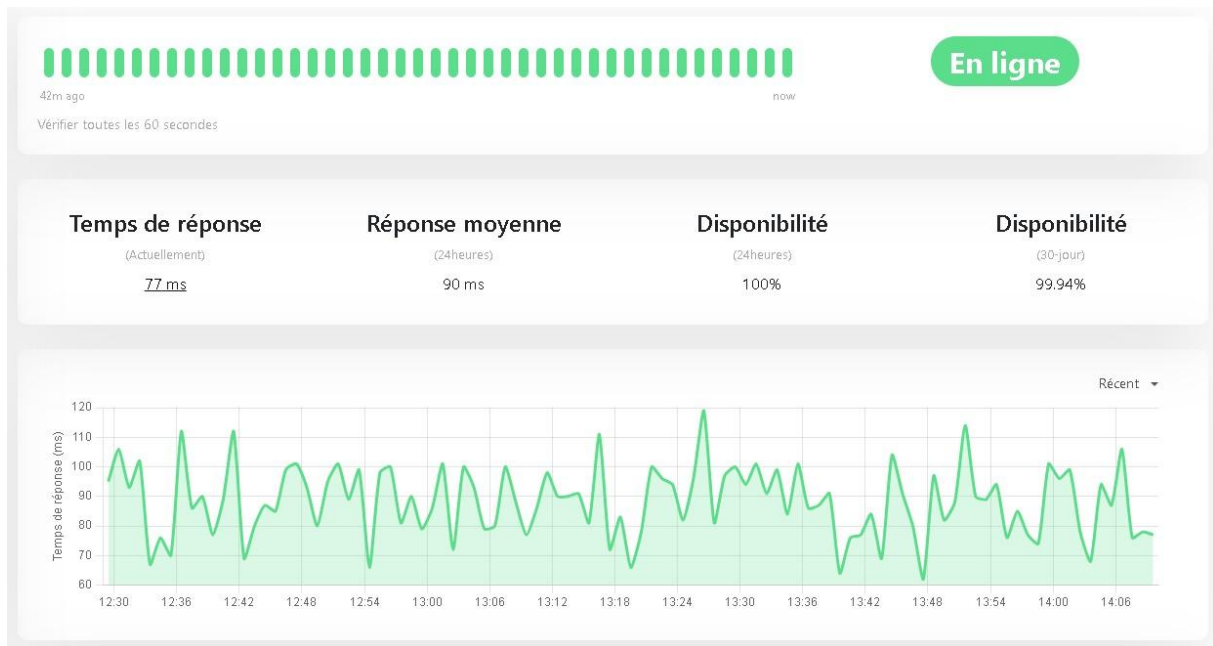 En ligne
42m ago now
Vérifier toutes les 60 secondes
Temps de réponse Réponse moyenne Disponibilité Disponibilité
(Actuellement) (24heures) (24heures) (30-jour)
77 ms 90 ms 100% 99.94%
Récent
Temps de réponse (ms)
120
110
100
90
80
70
60
12:30 12:36 12:42 12:48 12:54 13:00 13:06 13:12 13:18 13:24 13:30 13:36 13:42 13:48 13:54 14:00 14:06